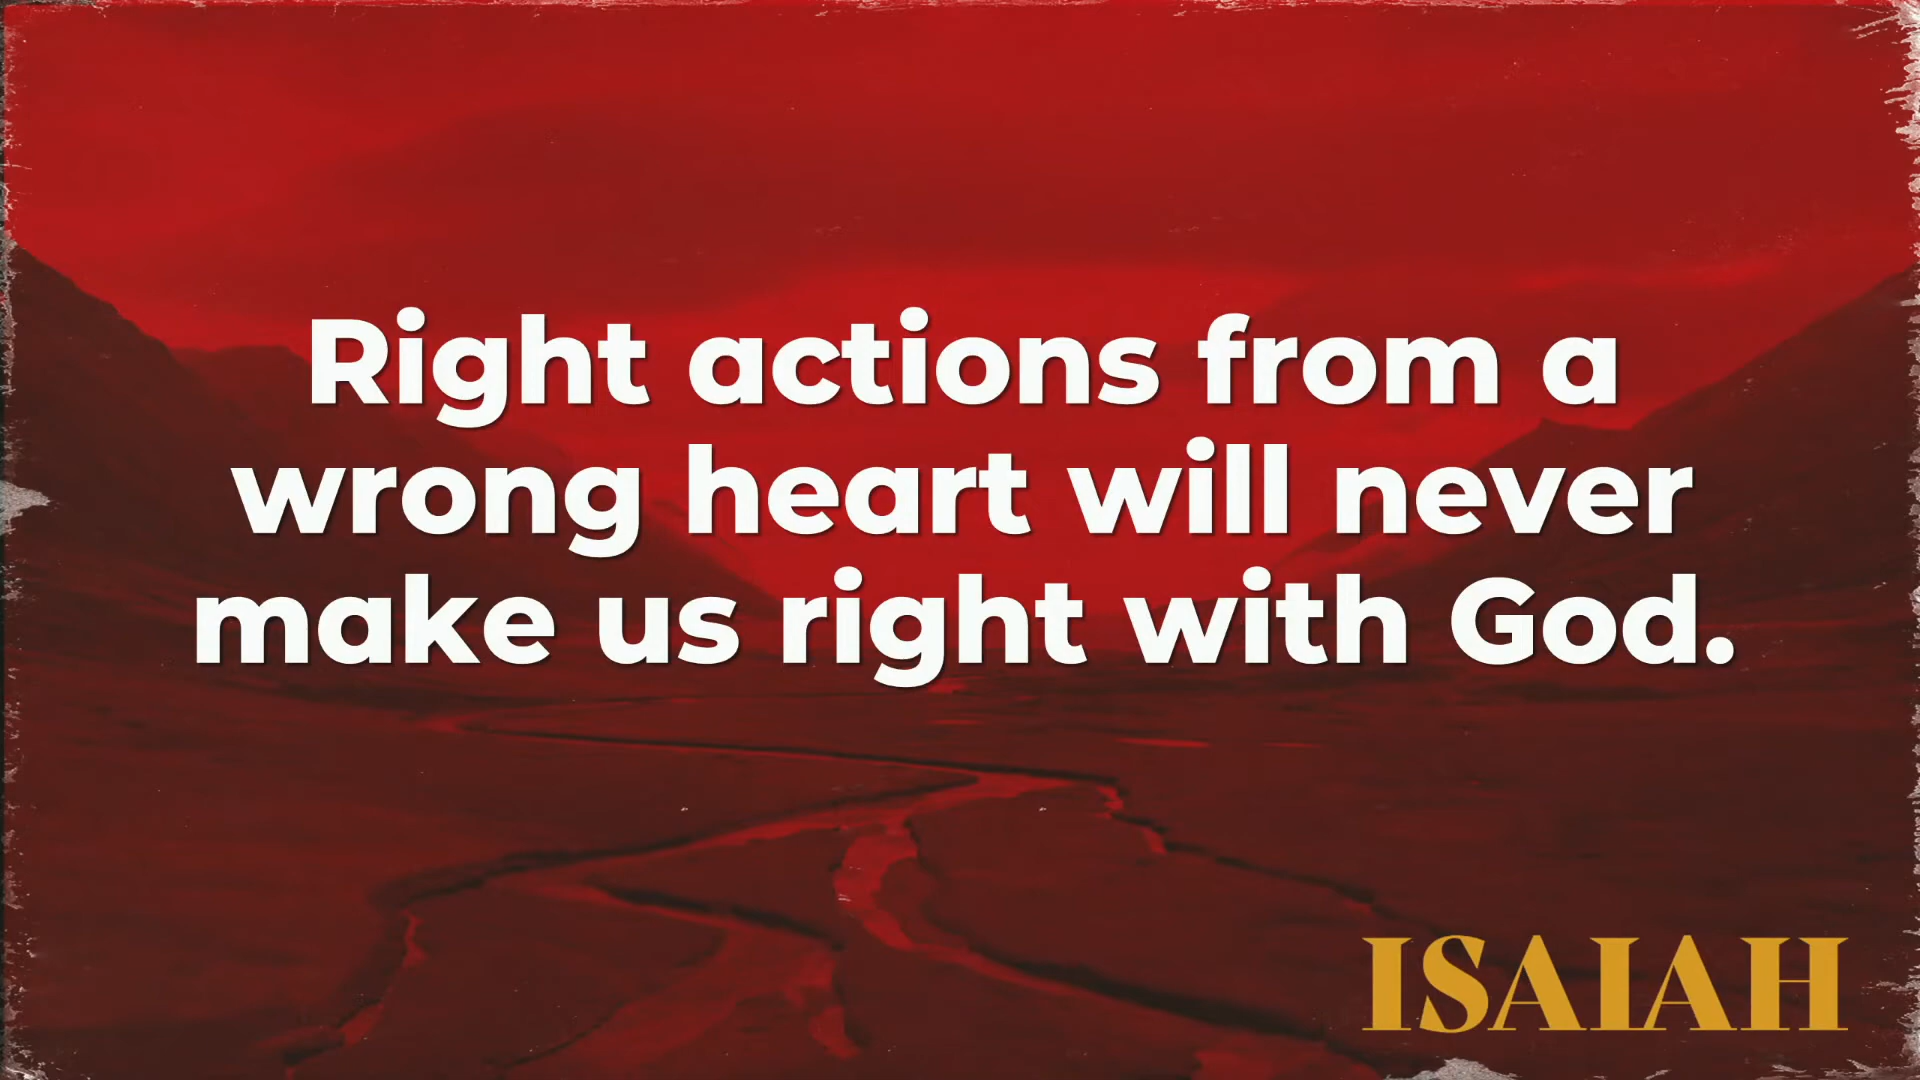 Right actions from a
wrong heart will never
make us right with God.
ISAIAH